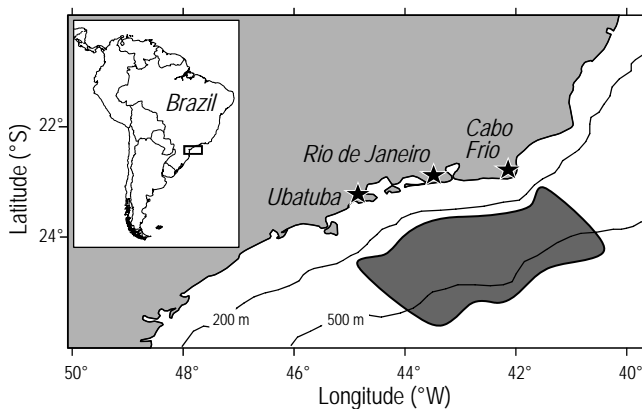 Brazil
Cabo
Frio
Rio de Janeiro
Ubatuba
22°
24°
Latitude (°S)
200 m
500 m
50°
48°
46°
44°
42°
40°
Longitude (°W)